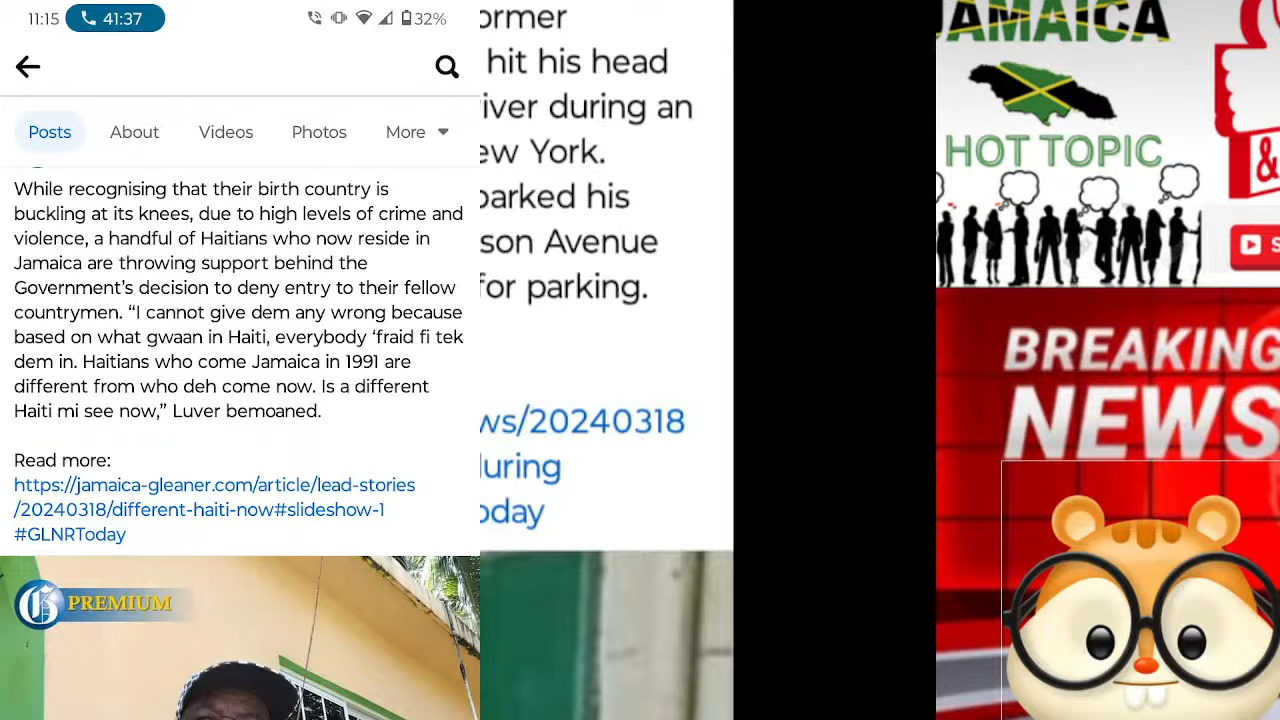 11:15 41:37 32%
Posts About Videos Photos More
While recognising that their birth country is
buckling at its knees, due to high levels of crime and
violence, a handful of Haitians who now reside in
Jamaica are throwing support behind the
Government's decision to deny entry to their fellow
countrymen. “I cannot give dem any wrong because
based on what gwaan in Haiti, everybody ‘fraid fi tek
dem in. Haitians who come Jamaica in 1991 are
different from who deh come now. Is a different
Haiti mi see now,” Luver bemoaned.
Read more:
https://jamaica-gleaner.com/article/lead-stories
/20240318/different-haiti-now#slideshow-1
#GLNRToday
G PREMIUM
ormer
hit his head
iver during an
ew York.
parked his
son Avenue
for parking.
ws/20240318
during
oday
JAMAICA
HOT TOPIC
&
S
BREAKING
NEWS